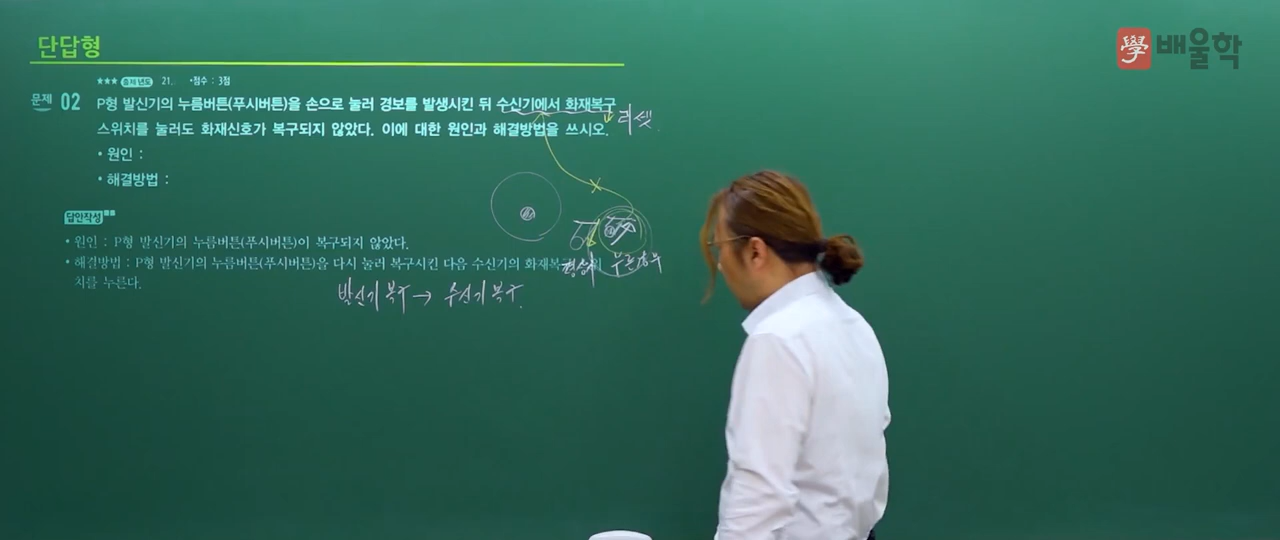 단답형
學 배울학
★★★ 출제년도 21. •점수 : 3점
문제 02 P형 발신기의 누름버튼(푸시버튼)을 손으로 눌러 경보를 발생시킨 뒤 수신기에서 화재복구
스위치를 눌러도 화재신호가 복구되지 않았다. 이에 대한 원인과 해결방법을 쓰시오.
리셋.
• 원인 :
• 해결방법 :
답안작성
• 원인 : P형 발신기의 누름버튼(푸시버튼)이 복구되지 않았다.
• 해결방법 : P형 발신기의 누름버튼(푸시버튼)을 다시 눌러 복구시킨 다음 수신기의 화재복
치를 누른다.
발신기 복구 → 수신기 복구.